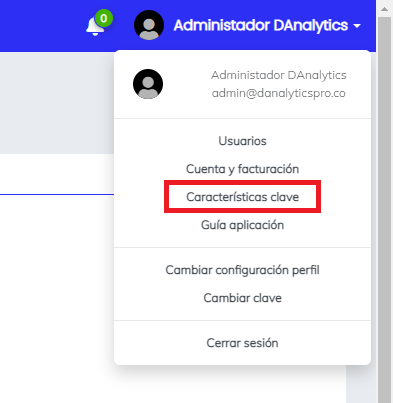 0
Administador DAnalytics
Administador DAnalytics
admin@danalyticspro.co
Usuarios
Cuenta y facturación
Características clave
Guía aplicación
Cambiar configuración perfil
Cambiar clave
Cerrar sesión